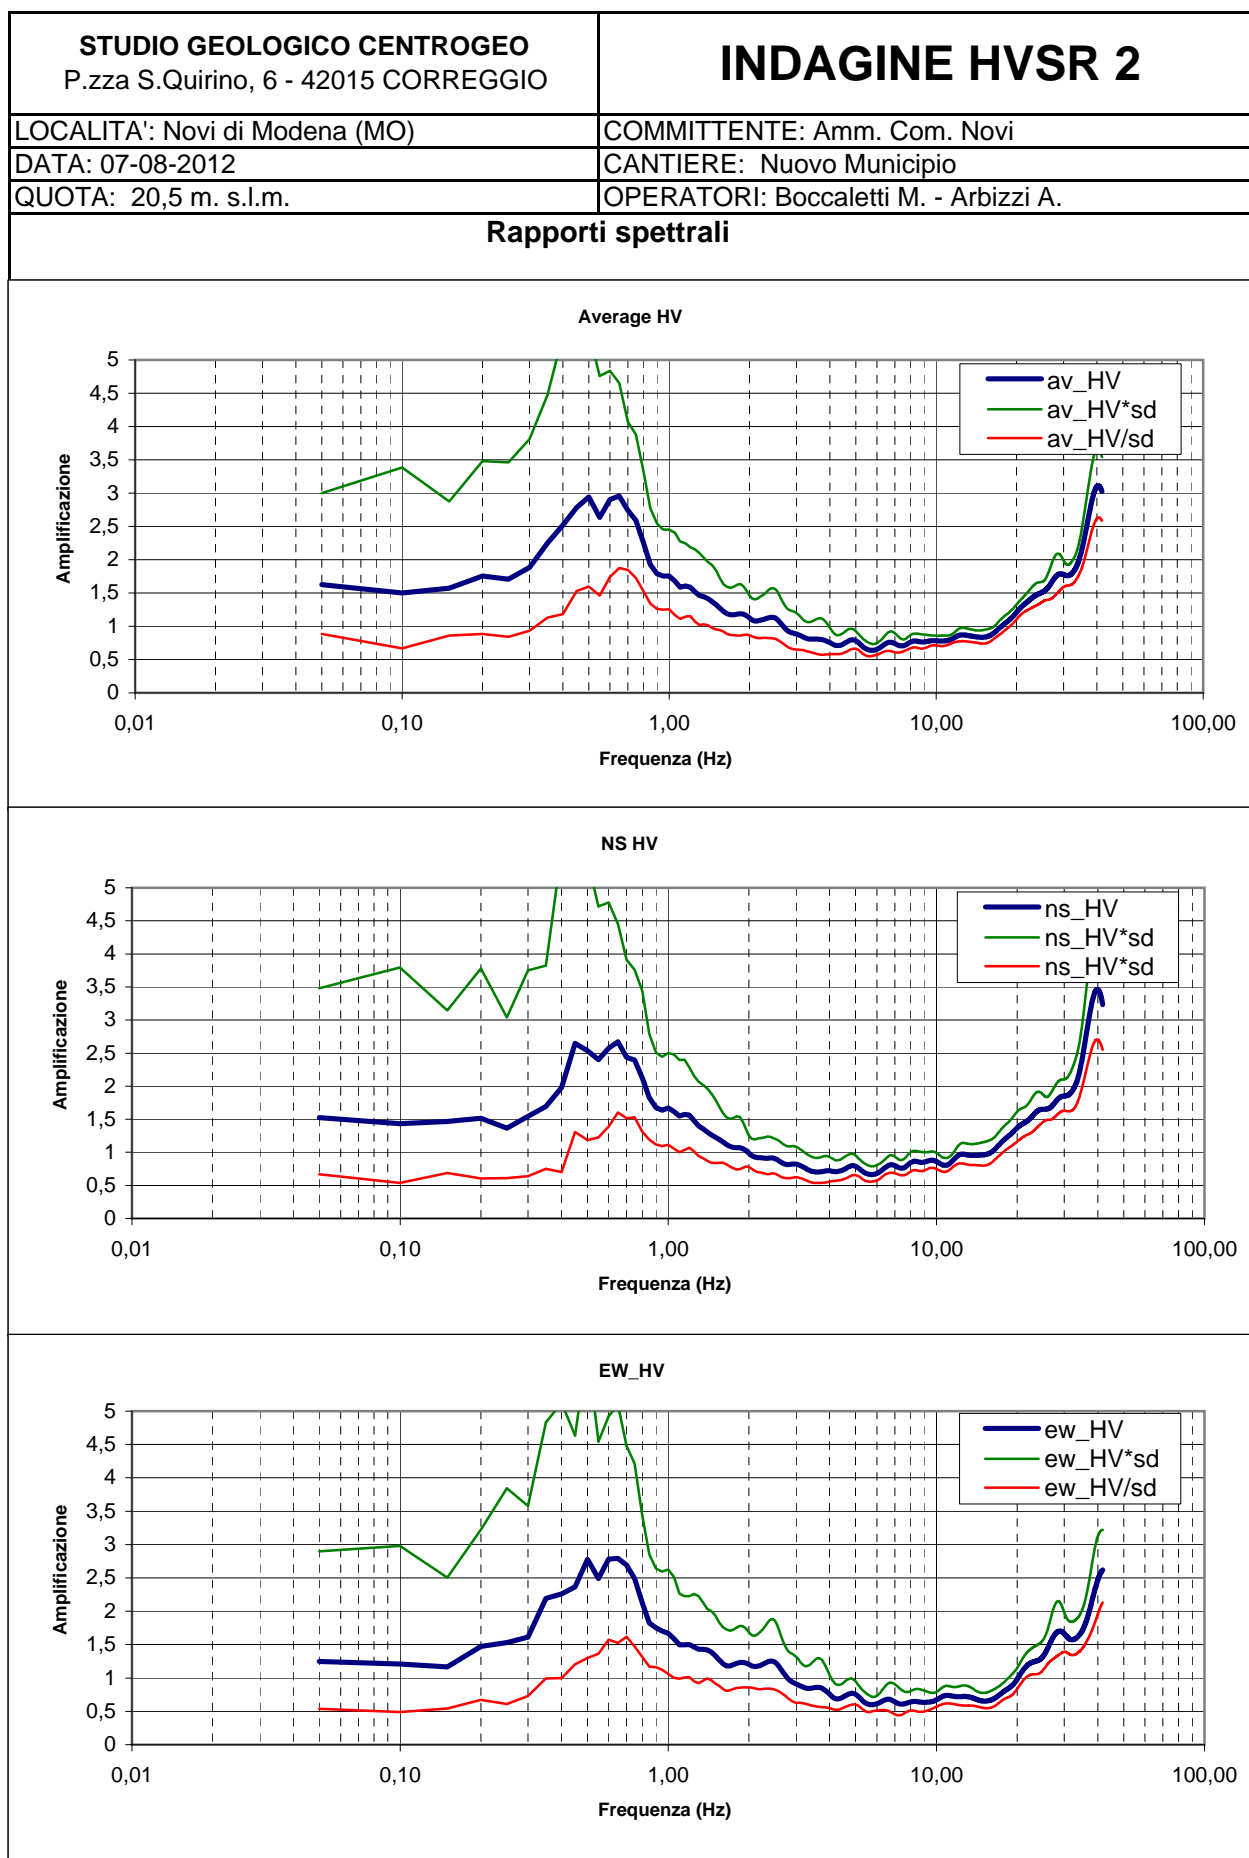 STUDIO GEOLOGICO CENTROGEO
P.zza S.Quirino, 6 - 42015 CORREGGIO
INDAGINE HVSR 2
LOCALITA': Novi di Modena (MO)
COMMITTENTE: Amm. Com. Novi
DATA: 07-08-2012
CANTIERE: Nuovo Municipio
QUOTA: 20,5 m. s.l.m.
OPERATORI: Boccaletti M. - Arbizzi A.
Rapporti spettrali
Average HV
5
4,5
4
3,5
3
2,5
2
1,5
1
0,5
0
Amplificazione
av_HV
av_HV*sd
av_HV/sd
0,01
0,10
1,00
10,00
100,00
Frequenza (Hz)
NS HV
5
4,5
4
3,5
3
2,5
2
1,5
1
0,5
0
Amplificazione
ns_HV
ns_HV*sd
ns_HV*sd
0,01
0,10
1,00
10,00
100,00
Frequenza (Hz)
EW_HV
5
4,5
4
3,5
3
2,5
2
1,5
1
0,5
0
Amplificazione
ew_HV
ew_HV*sd
ew_HV/sd
0,01
0,10
1,00
10,00
100,00
Frequenza (Hz)